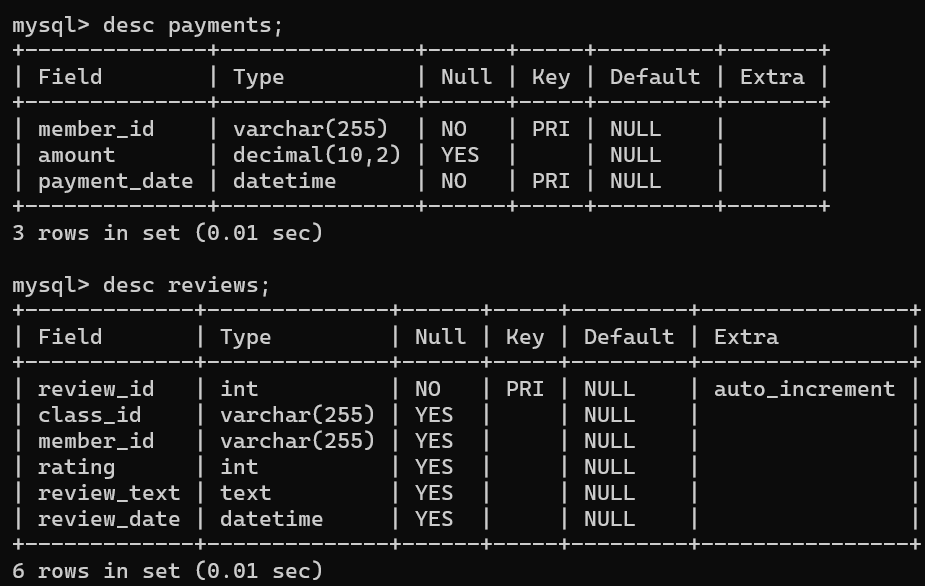 mysql> desc payments;
+--------------+---------------+------+-----+---------+-------+
| Field        | Type          | Null | Key | Default | Extra |
+--------------+---------------+------+-----+---------+-------+
| member_id    | varchar(255)  | NO   | PRI | NULL    |       |
| amount       | decimal(10,2) | YES  |     | NULL    |       |
| payment_date | datetime      | NO   | PRI | NULL    |       |
+--------------+---------------+------+-----+---------+-------+
3 rows in set (0.01 sec)

mysql> desc reviews;
+-------------+--------------+------+-----+---------+----------------+
| Field       | Type         | Null | Key | Default | Extra          |
+-------------+--------------+------+-----+---------+----------------+
| review_id   | int          | NO   | PRI | NULL    | auto_increment |
| class_id    | varchar(255) | YES  |     | NULL    |                |
| member_id   | varchar(255) | YES  |     | NULL    |                |
| rating      | int          | YES  |     | NULL    |                |
| review_text | text         | YES  |     | NULL    |                |
| review_date | datetime     | YES  |     | NULL    |                |
+-------------+--------------+------+-----+---------+----------------+
6 rows in set (0.01 sec)